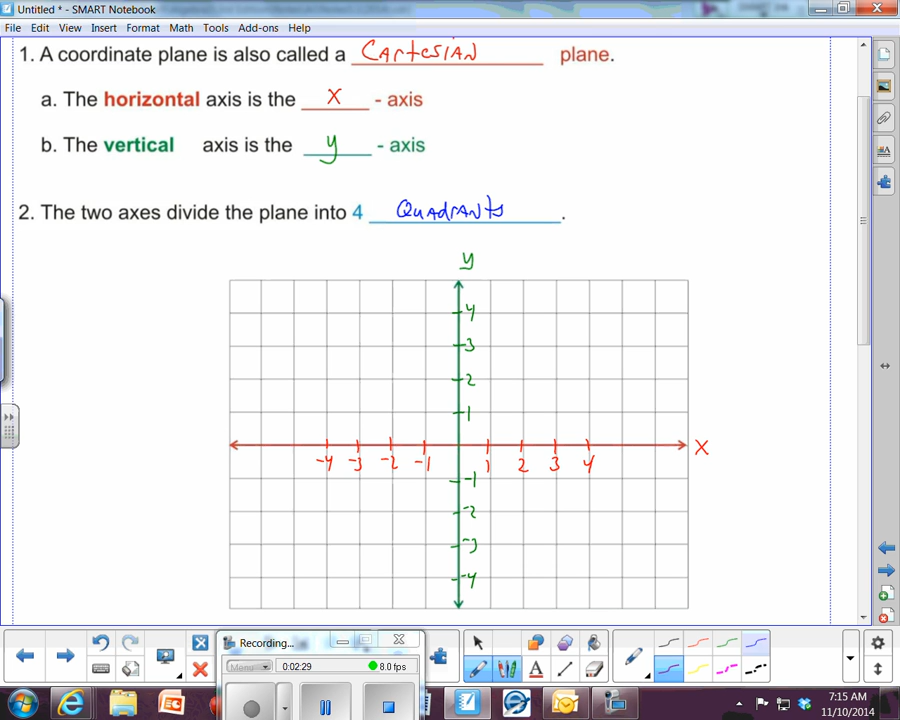 Untitled * - SMART Notebook
File Edit View Insert Format Math Tools Add-ons Help
1. A coordinate plane is also called a CArtesiAN plane.
a. The horizontal axis is the x - axis
b. The vertical axis is the y - axis
2. The two axes divide the plane into 4 QuAdrANts.
y
4
3
2
1
-4 -3 -2 -1 1 2 3 4 x
-1
-2
-3
-4
Recording...
Menu 0:02:29 8.0 fps
7:15 AM
11/10/2014